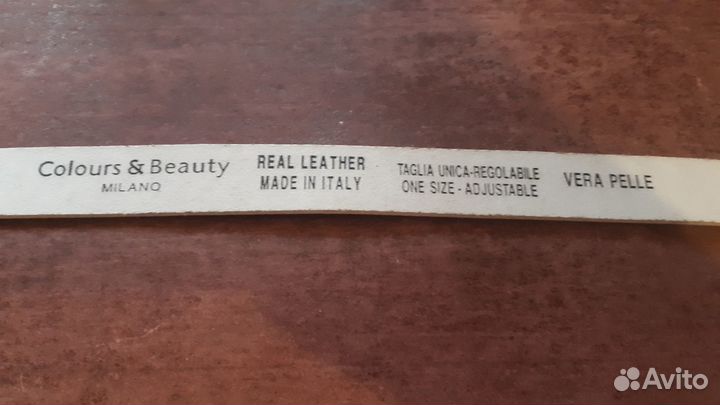 Colours & Beauty
MILANO
REAL LEATHER
MADE IN ITALY
TAGLIA UNICA-REGOLABILE
ONE SIZE - ADJUSTABLE
VERA PELLE
Avito